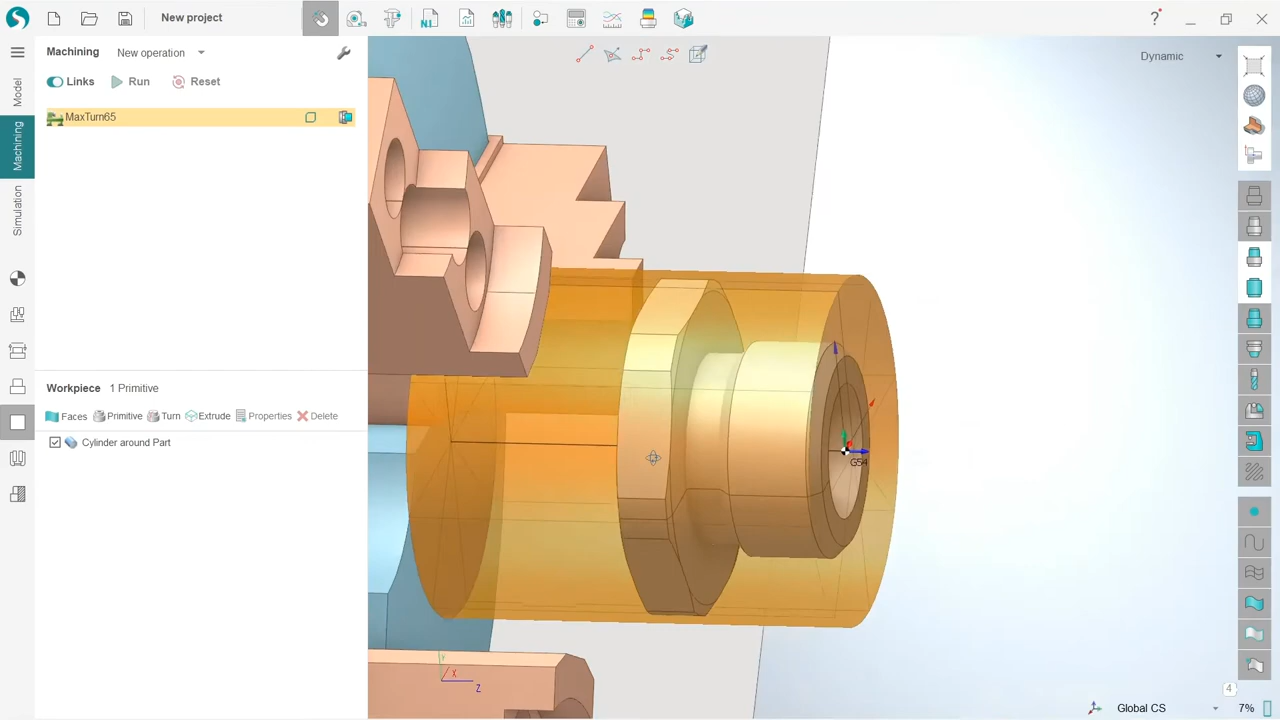 New project
?
Machining
New operation
Dynamic
Links
Run
Reset
Model
Machining
Simulation
MaxTurn65
Workpiece
1 Primitive
Faces
Primitive
Turn
Extrude
Properties
Delete
Cylinder around Part
G54
Y
X
Z
4
Global CS
7%